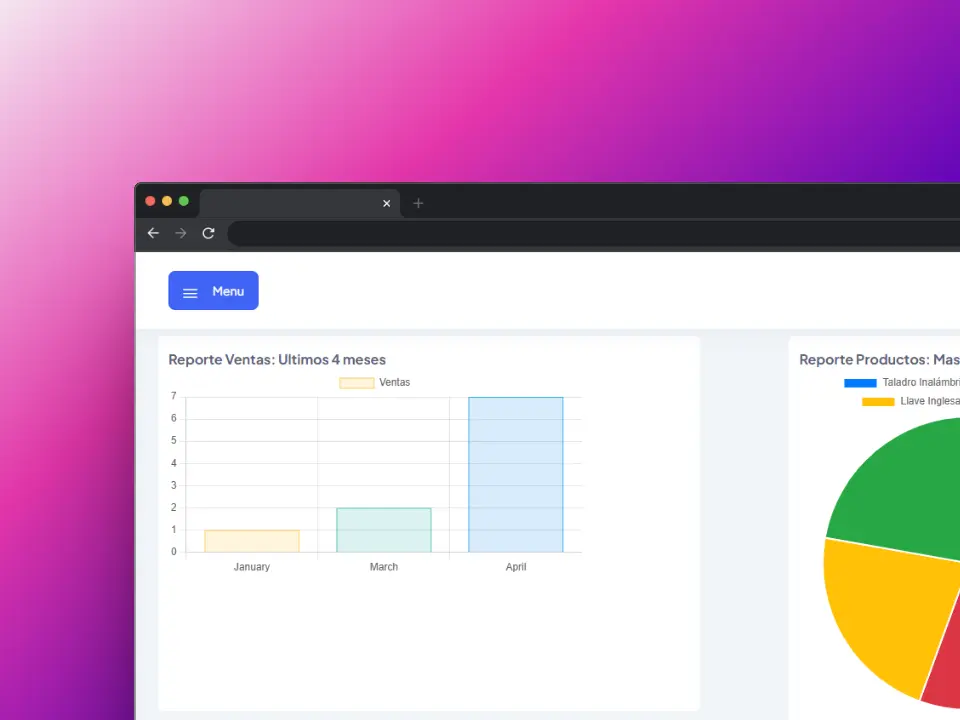 Menu
Reporte Ventas: Ultimos 4 meses
Ventas
7
6
5
4
3
2
1
0
January March April
Reporte Productos: Mas
Taladro Inalámbri
Llave Inglesa